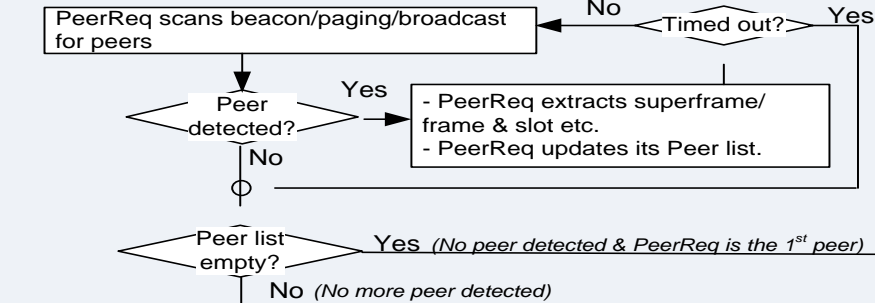 No
Timed out?
Yes
PeerReq scans beacon/paging/broadcast
for peers
Peer
detected?
Yes
- PeerReq extracts superframe/
frame & slot etc.
- PeerReq updates its Peer list.
No
Peer list
empty?
Yes (No peer detected & PeerReq is the 1st peer)
No (No more peer detected)